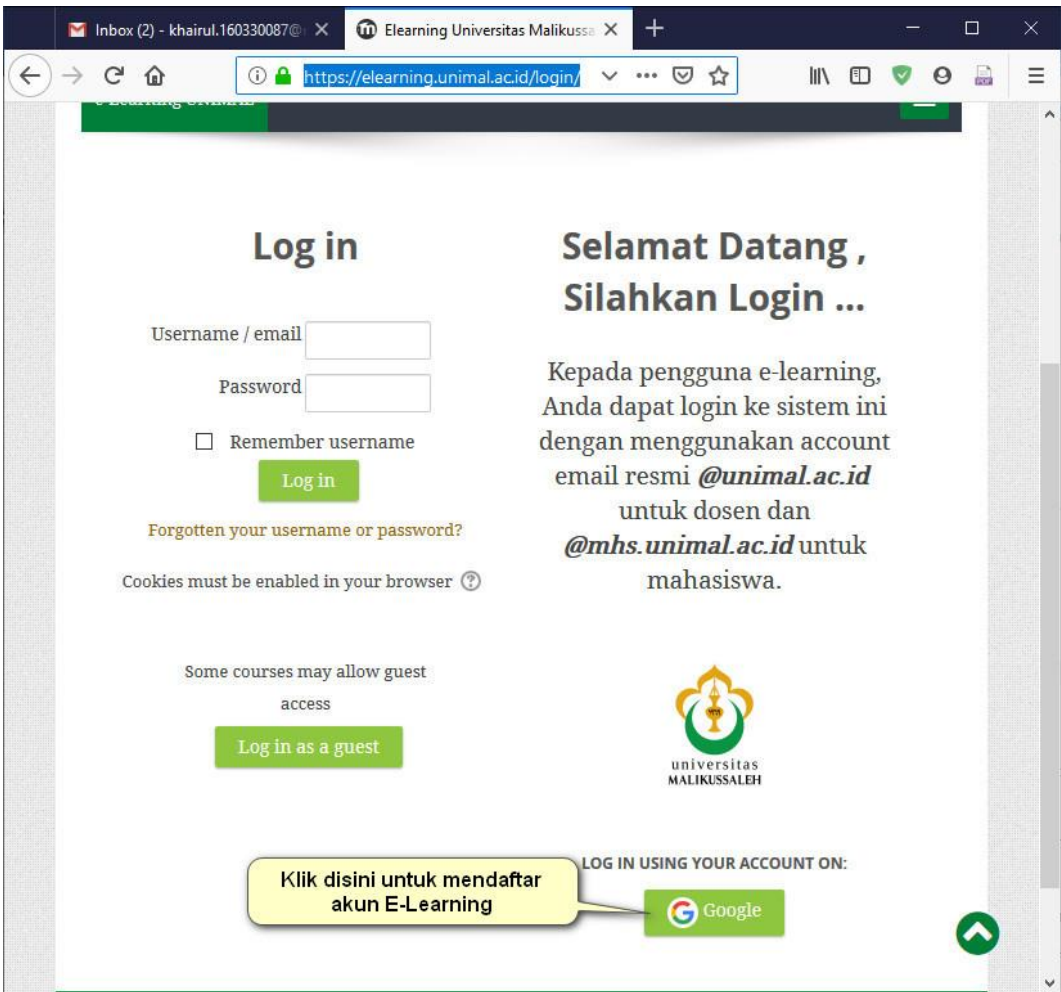 Inbox (2) - khairul.160330087@
Elearning Universitas Malikussa
https://elearning.unimal.ac.id/login/
e-Learning UNIMAL
Log in
Username / email
Password
Remember username
Log in
Forgotten your username or password?
Cookies must be enabled in your browser
Some courses may allow guest
access
Log in as a guest
Selamat Datang ,
Silahkan Login ...
Kepada pengguna e-learning,
Anda dapat login ke sistem ini
dengan menggunakan account
email resmi @unimal.ac.id
untuk dosen dan
@mhs.unimal.ac.id untuk
mahasiswa.
universitas
MALIKUSSALEH
LOG IN USING YOUR ACCOUNT ON:
Google
Klik disini untuk mendaftar
akun E-Learning